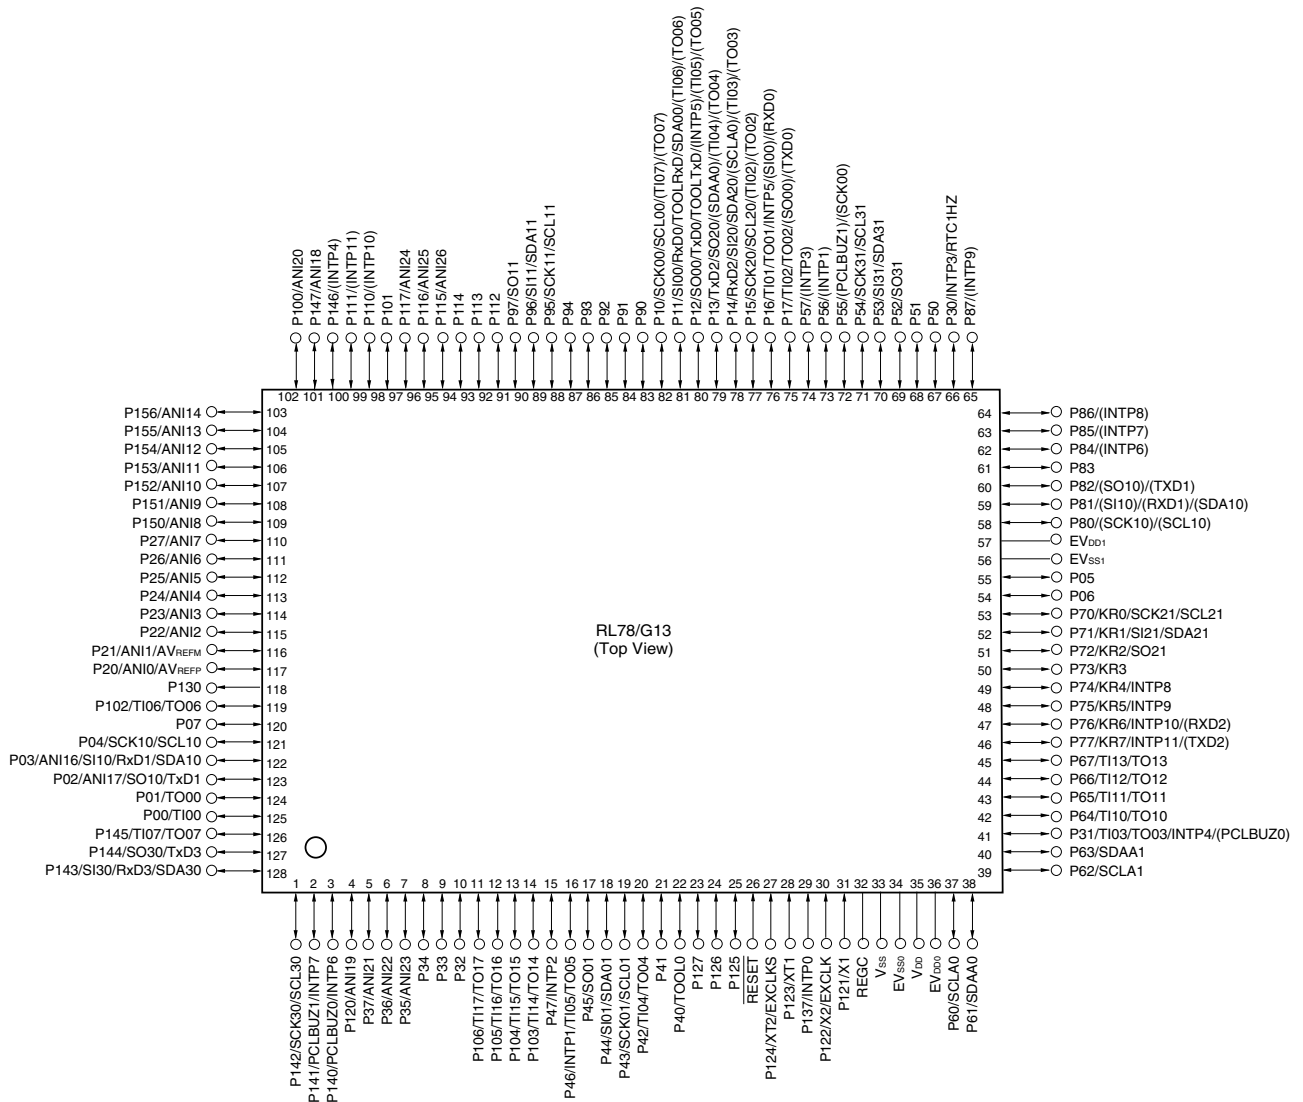 P100/ANI20
P147/ANI18
P146/(INTP4)
P111/(INTP11)
P110/(INTP10)
P101
P117/ANI24
P116/ANI25
P115/ANI26
P114
P113
P112
P97/SO11
P96/SI11/SDA11
P95/SCK11/SCL11
P94
P93
P92
P91
P90
P10/SCK00/SCL00/(TI07)/(TO07)
P11/SI00/RxD0/TOOLRxD/SDA00/(TI06)/(TO06)
P12/SO00/TxD0/TOOLTxD/(INTP5)/(TI05)/(TO05)
P13/TxD2/SO20/(SDAA0)/(TI04)/(TO04)
P14/RxD2/SI20/SDA20/(SCLA0)/(TI03)/(TO03)
P15/SCK20/SCL20/(TI02)/(TO02)
P16/TI01/TO01/INTP5/(SI00)/(RXD0)
P17/TI02/TO02/(SO00)/(TXD0)
P57/(INTP3)
P56/(INTP1)
P55/(PCLBUZ1)/(SCK00)
P54/SCK31/SCL31
P53/SI31/SDA31
P52/SO31
P51
P50
P30/INTP3/RTC1HZ
P87/(INTP9)
102 101 100 99 98 97 96 95 94 93 92 91 90 89 88 87 86 85 84 83 82 81 80 79 78 77 76 75 74 73 72 71 70 69 68 67 66 65
P156/ANI14 103
P155/ANI13 104
P154/ANI12 105
P153/ANI11 106
P152/ANI10 107
P151/ANI9 108
P150/ANI8 109
P27/ANI7 110
P26/ANI6 111
P25/ANI5 112
P24/ANI4 113
P23/ANI3 114
P22/ANI2 115
P21/ANI1/AVREFM 116
P20/ANI0/AVREFP 117
P130 118
P102/TI06/TO06 119
P07 120
P04/SCK10/SCL10 121
P03/ANI16/SI10/RxD1/SDA10 122
P02/ANI17/SO10/TxD1 123
P01/TO00 124
P00/TI00 125
P145/TI07/TO07 126
P144/SO30/TxD3 127
P143/SI30/RxD3/SDA30 128
RL78/G13
(Top View)
64 P86/(INTP8)
63 P85/(INTP7)
62 P84/(INTP6)
61 P83
60 P82/(SO10)/(TXD1)
59 P81/(SI10)/(RXD1)/(SDA10)
58 P80/(SCK10)/(SCL10)
57 EVDD1
56 EVSS1
55 P05
54 P06
53 P70/KR0/SCK21/SCL21
52 P71/KR1/SI21/SDA21
51 P72/KR2/SO21
50 P73/KR3
49 P74/KR4/INTP8
48 P75/KR5/INTP9
47 P76/KR6/INTP10/(RXD2)
46 P77/KR7/INTP11/(TXD2)
45 P67/TI13/TO13
44 P66/TI12/TO12
43 P65/TI11/TO11
42 P64/TI10/TO10
41 P31/TI03/TO03/INTP4/(PCLBUZ0)
40 P63/SDAA1
39 P62/SCLA1
1 2 3 4 5 6 7 8 9 10 11 12 13 14 15 16 17 18 19 20 21 22 23 24 25 26 27 28 29 30 31 32 33 34 35 36 37 38
P142/SCK30/SCL30
P141/PCLBUZ1/INTP7
P140/PCLBUZ0/INTP6
P120/ANI19
P37/ANI21
P36/ANI22
P35/ANI23
P34
P33
P32
P106/TI17/TO17
P105/TI16/TO16
P104/TI15/TO15
P103/TI14/TO14
P47/INTP2
P46/INTP1/TI05/TO05
P45/SO01
P44/SI01/SDA01
P43/SCK01/SCL01
P42/TI04/TO04
P41
P40/TOOL0
P127
P126
P125
RESET
P124/XT2/EXCLKS
P123/XT1
P137/INTP0
P122/X2/EXCLK
P121/X1
REGC
VSS
EVSS0
VDD
EVDD0
P60/SCLA0
P61/SDAA0